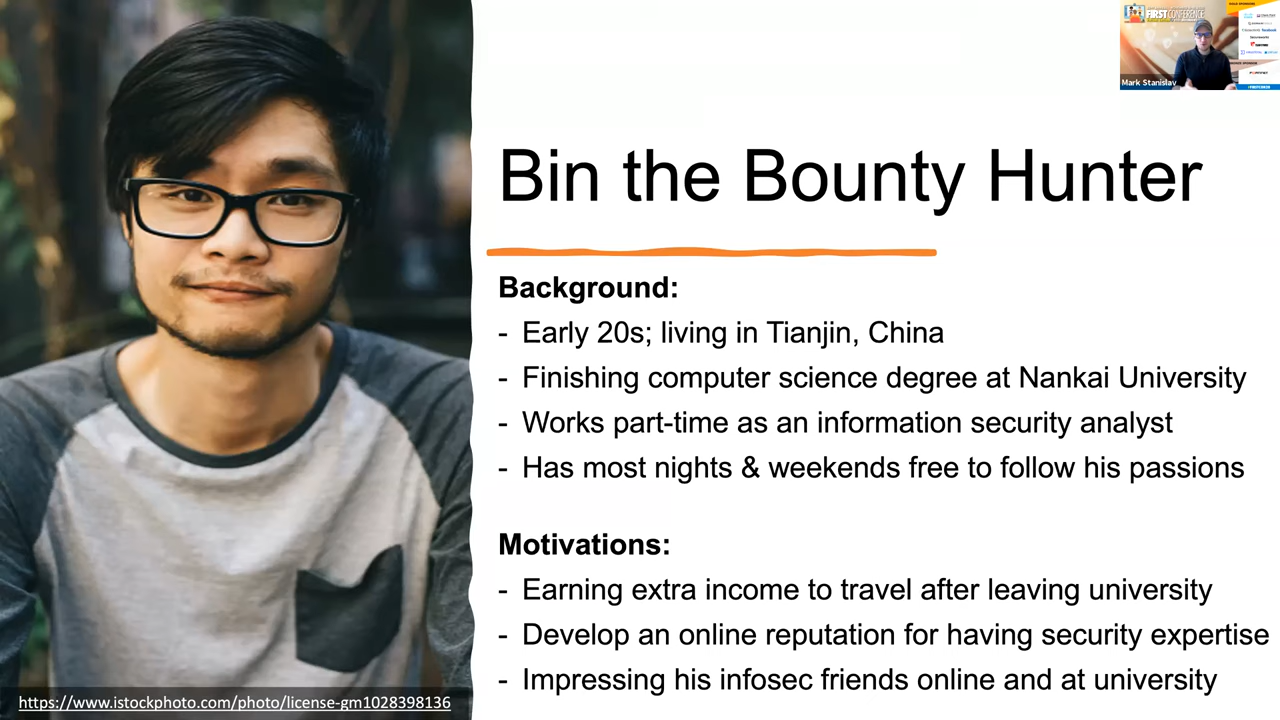 FIRSTCONFERENCE
Mark Stanislav
Bin the Bounty Hunter
Background:
- Early 20s; living in Tianjin, China
- Finishing computer science degree at Nankai University
- Works part-time as an information security analyst
- Has most nights & weekends free to follow his passions
Motivations:
- Earning extra income to travel after leaving university
- Develop an online reputation for having security expertise
- Impressing his infosec friends online and at university
https://www.istockphoto.com/photo/license-gm1028398136